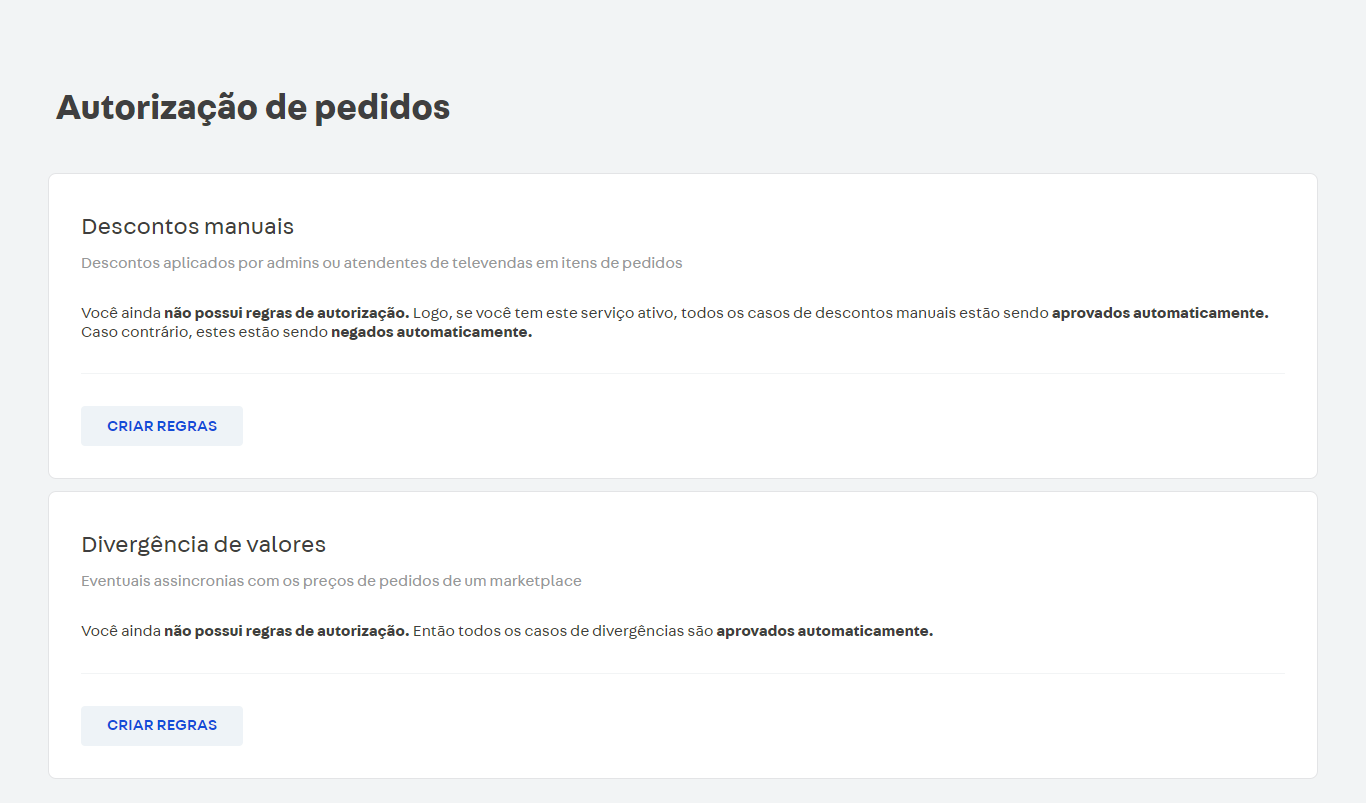 Autorização de pedidos
Descontos manuais
Descontos aplicados por admins ou atendentes de televendas em itens de pedidos
Você ainda não possui regras de autorização. Logo, se você tem este serviço ativo, todos os casos de descontos manuais estão sendo aprovados automaticamente.
Caso contrário, estes estão sendo negados automaticamente.
CRIAR REGRAS
Divergência de valores
Eventuais assincronias com os preços de pedidos de um marketplace
Você ainda não possui regras de autorização. Então todos os casos de divergências são aprovados automaticamente.
CRIAR REGRAS